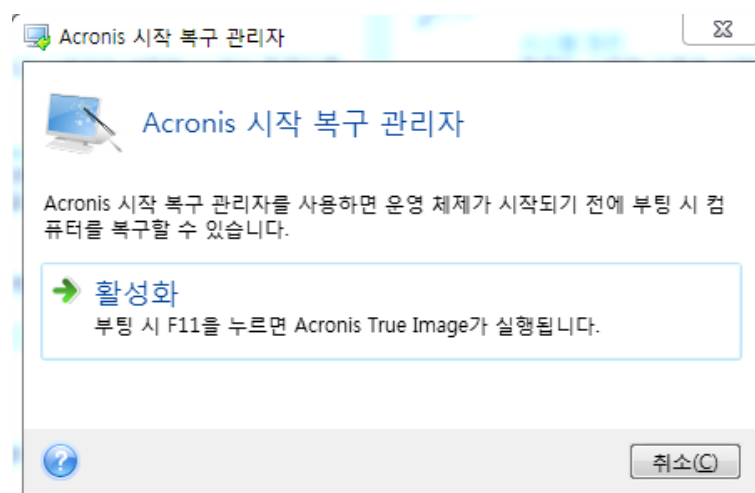 Acronis 시작 복구 관리자
Acronis 시작 복구 관리자
Acronis 시작 복구 관리자를 사용하면 운영 체제가 시작되기 전에 부팅 시 컴
퓨터를 복구할 수 있습니다.
활성화
부팅 시 F11을 누르면 Acronis True Image가 실행됩니다.
취소(C)